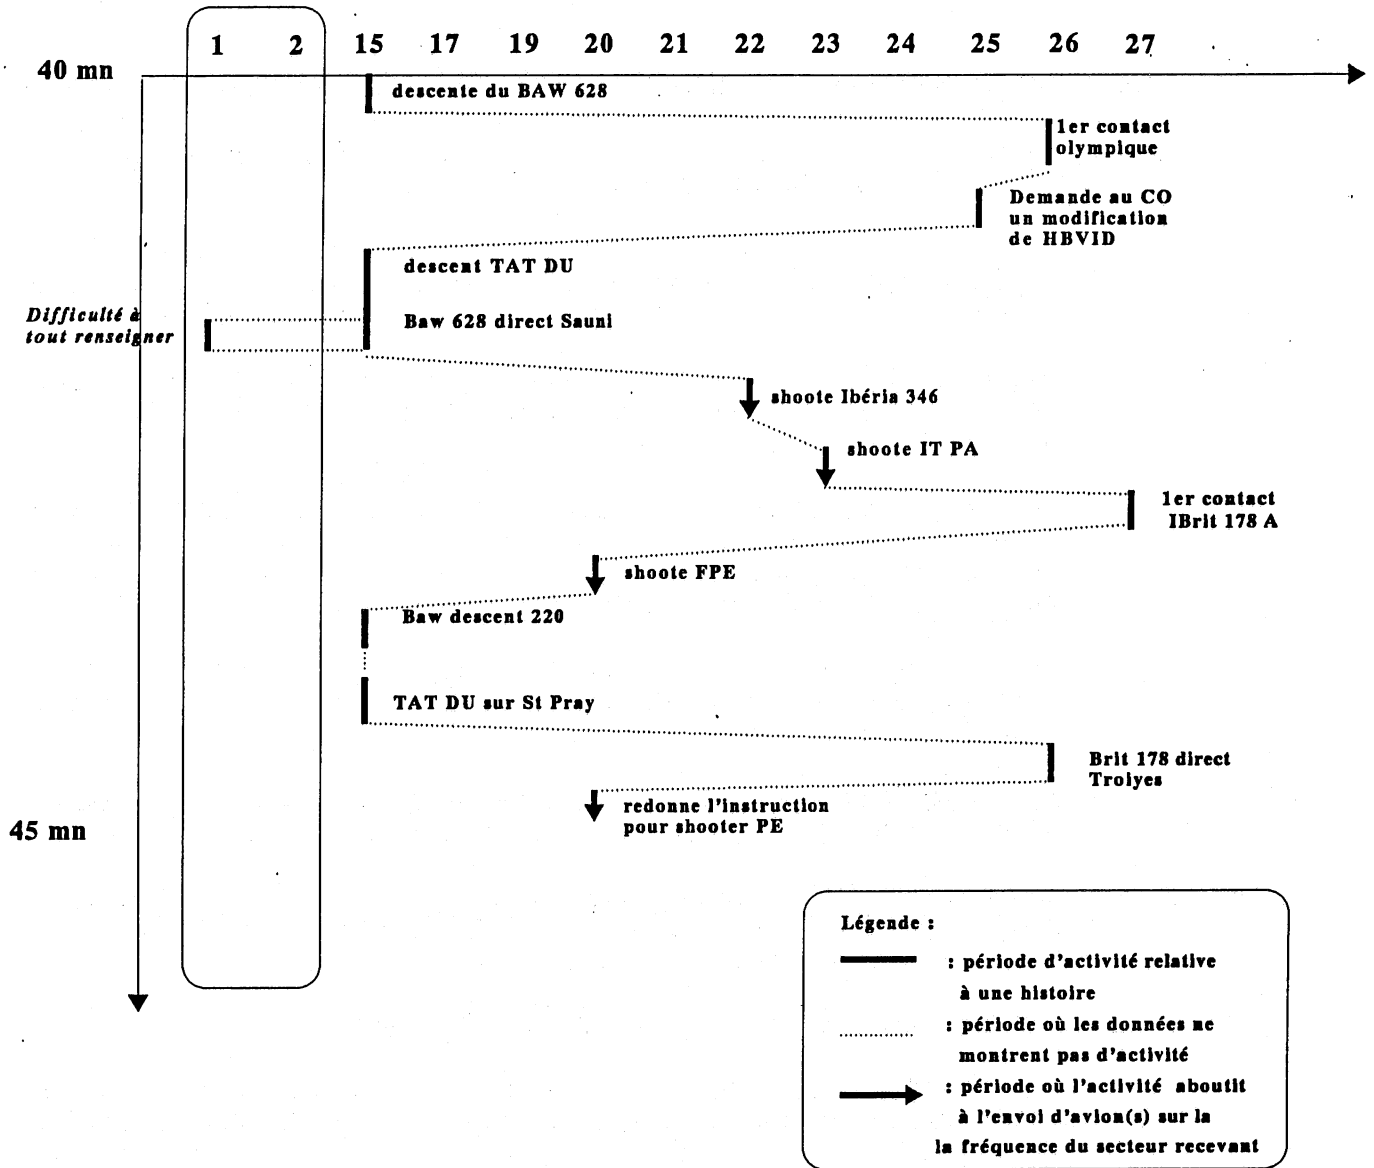 1 2 15 17 19 20 21 22 23 24 25 26 27
40 mn
descente du BAW 628
1er contact
olympique
Demande au CO
un modification
de HBVID
descent TAT DU
Difficulté à
tout renseigner
Baw 628 direct Sauni
shoote Ibéria 346
shoote IT PA
1er contact
IBrit 178 A
shoote FPE
Baw descent 220
TAT DU sur St Pray
Brit 178 direct
Troiyes
redonne l'instruction
pour shooter PE
45 mn
Légende :
: période d'activité relative
à une histoire
: période où les données ne
montrent pas d'activité
: période où l'activité aboutit
à l'envoi d'avion(s) sur la
la fréquence du secteur recevant